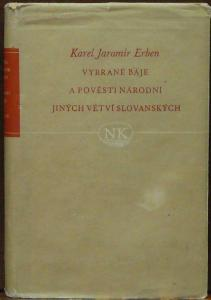 Karel Jaromír Erben
VYBRANÉ BÁJE
A POVĚSTI NÁRODNÍ
JINÝCH VĚTVÍ SLOVANSKÝCH
NK